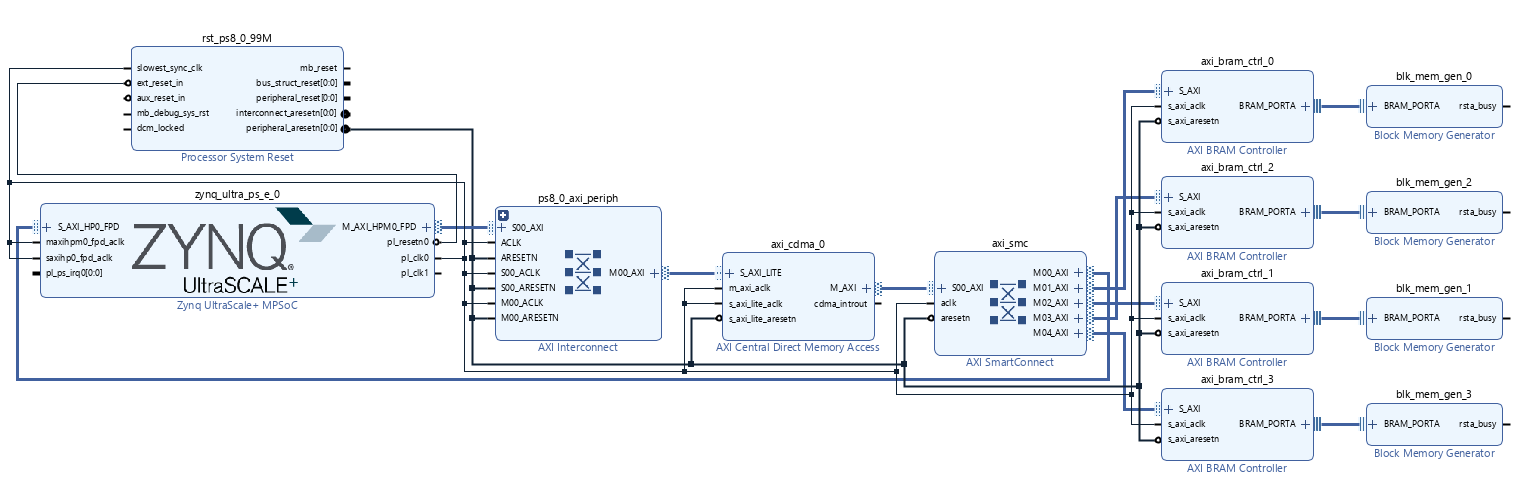 rst_ps8_0_99M
slowest_sync_clk
ext_reset_in
aux_reset_in
mb_debug_sys_rst
dcm_locked
mb_reset
bus_struct_reset[0:0]
peripheral_reset[0:0]
interconnect_aresetn[0:0]
peripheral_aresetn[0:0]
Processor System Reset
zynq_ultra_ps_e_0
S_AXI_HP0_FPD
maxihpm0_fpd_aclk
saxihp0_fpd_aclk
pl_ps_irq0[0:0]
ZYNQ
UltraSCALE+
M_AXI_HPM0_FPD
pl_resetn0
pl_clk0
pl_clk1
Zynq UltraScale+ MPSoC
ps8_0_axi_periph
S00_AXI
ACLK
ARESETN
S00_ACLK
S00_ARESETN
M00_ACLK
M00_ARESETN
M00_AXI
AXI Interconnect
axi_cdma_0
S_AXI_LITE
m_axi_aclk
s_axi_lite_aclk
s_axi_lite_aresetn
M_AXI
cdma_introut
AXI Central Direct Memory Access
axi_smc
S00_AXI
aclk
aresetn
M00_AXI
M01_AXI
M02_AXI
M03_AXI
M04_AXI
AXI SmartConnect
axi_bram_ctrl_0
S_AXI
s_axi_aclk
s_axi_aresetn
BRAM_PORTA
AXI BRAM Controller
blk_mem_gen_0
BRAM_PORTA
rsta_busy
Block Memory Generator
axi_bram_ctrl_2
S_AXI
s_axi_aclk
s_axi_aresetn
BRAM_PORTA
AXI BRAM Controller
blk_mem_gen_2
BRAM_PORTA
rsta_busy
Block Memory Generator
axi_bram_ctrl_1
S_AXI
s_axi_aclk
s_axi_aresetn
BRAM_PORTA
AXI BRAM Controller
blk_mem_gen_1
BRAM_PORTA
rsta_busy
Block Memory Generator
axi_bram_ctrl_3
S_AXI
s_axi_aclk
s_axi_aresetn
BRAM_PORTA
AXI BRAM Controller
blk_mem_gen_3
BRAM_PORTA
rsta_busy
Block Memory Generator